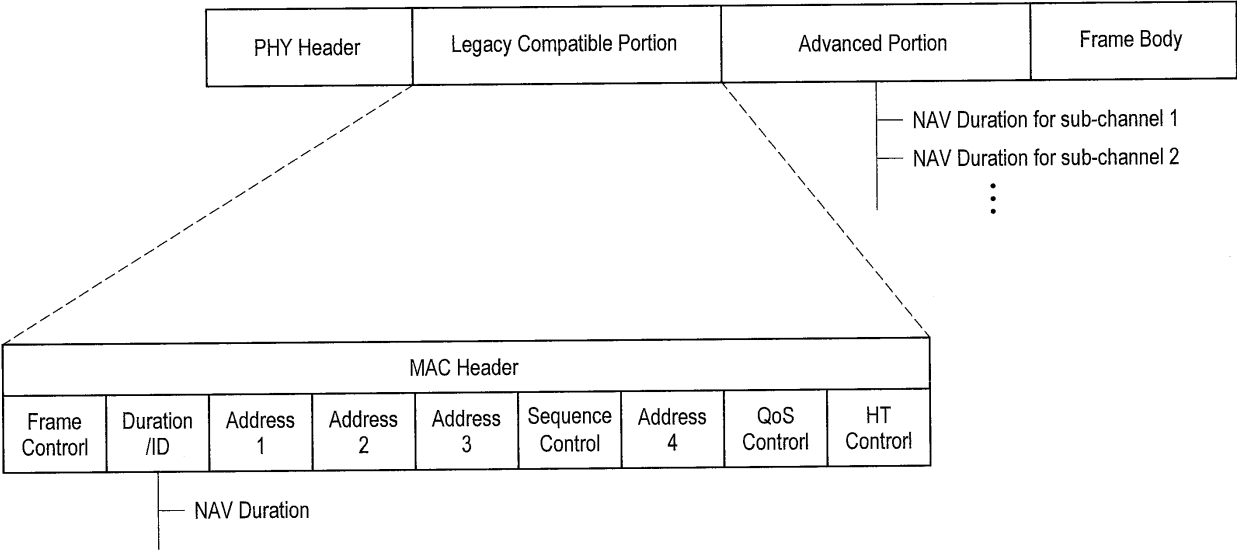 PHY Header
Legacy Compatible Portion
Advanced Portion
Frame Body
NAV Duration for sub-channel 1
NAV Duration for sub-channel 2
MAC Header
Frame
Controrl
Duration
/ID
Address
1
Address
2
Address
3
Sequence
Control
Address
4
QoS
Controrl
HT
Controrl
NAV Duration